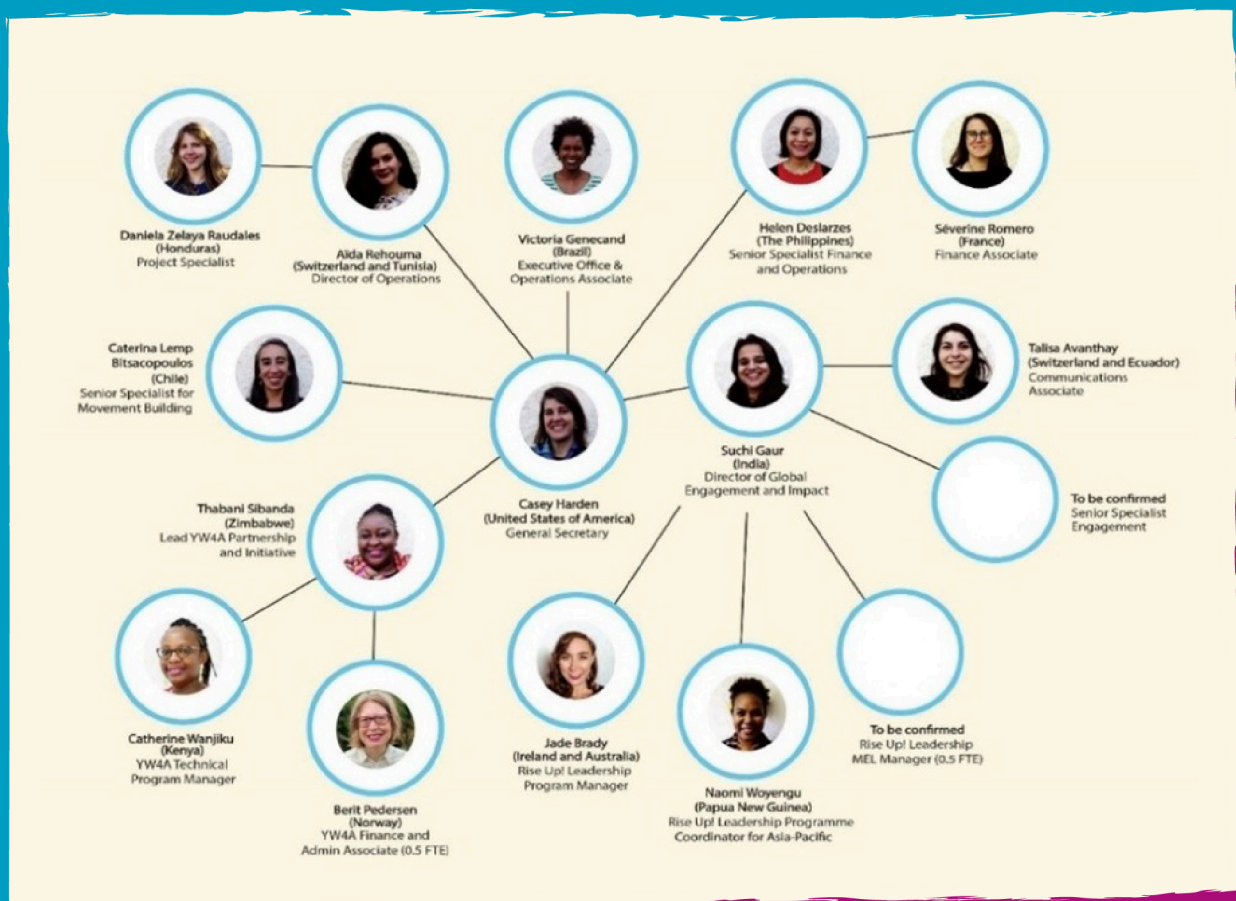 Daniela Zelaya Raudales
(Honduras)
Project Specialist
Aïda Rehouma
(Switzerland and Tunisia)
Director of Operations
Victoria Genecand
(Brazil)
Executive Office &
Operations Associate
Helen Deslarzes
(The Philippines)
Senior Specialist Finance
and Operations
Séverine Romero
(France)
Finance Associate
Caterina Lemp
Bitsacopoulos
(Chile)
Senior Specialist for
Movement Building
Casey Harden
(United States of America)
General Secretary
Suchi Gaur
(India)
Director of Global
Engagement and Impact
Talisa Avanthay
(Switzerland and Ecuador)
Communications
Associate
To be confirmed
Senior Specialist
Engagement
Thabani Sibanda
(Zimbabwe)
Lead YW4A Partnership
and Initiative
Catherine Wanjiku
(Kenya)
YW4A Technical
Program Manager
Berit Pedersen
(Norway)
YW4A Finance and
Admin Associate (0.5 FTE)
Jade Brady
(Ireland and Australia)
Rise Up! Leadership
Program Manager
Naomi Woyengu
(Papua New Guinea)
Rise Up! Leadership Programme
Coordinator for Asia-Pacific
To be confirmed
Rise Up! Leadership
MEL Manager (0.5 FTE)